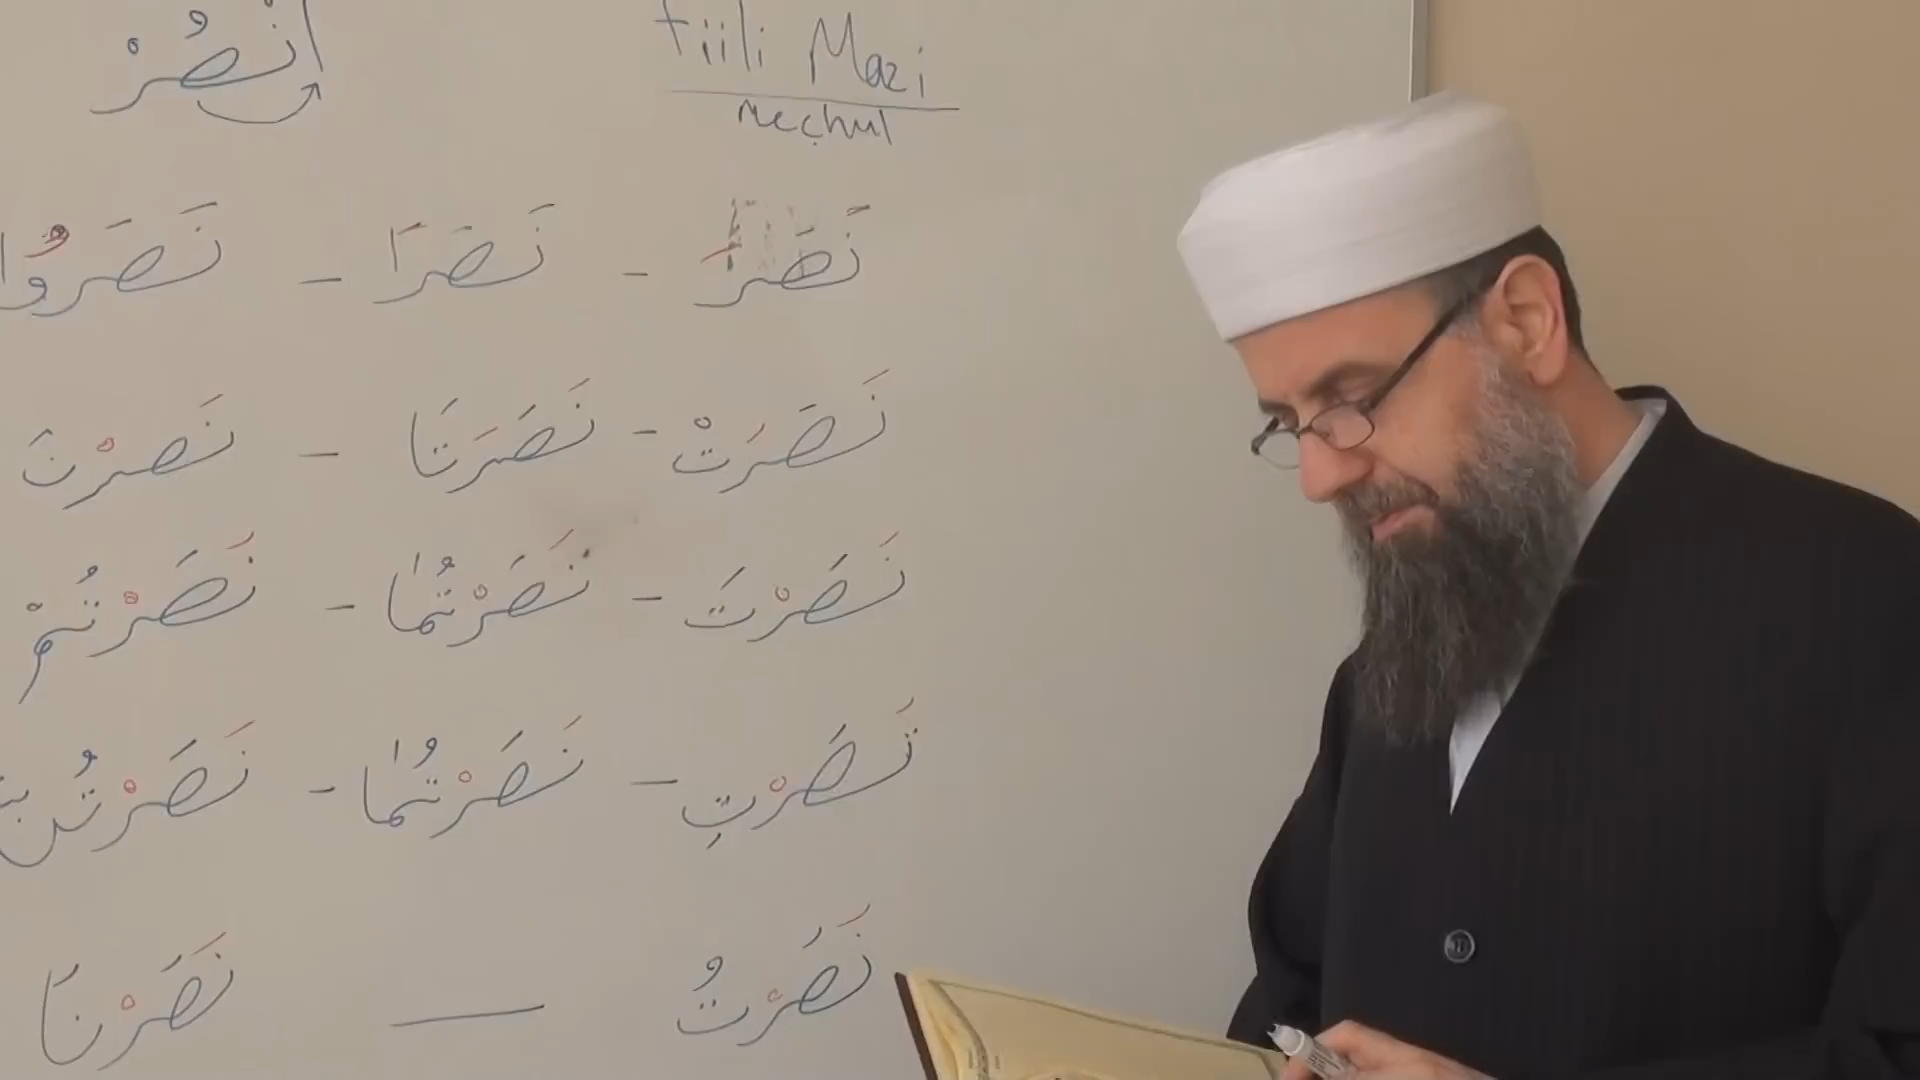 fiili Mazi
Meçhul
اُنْصُرْ
نَصَرَ - نَصَرَا - نَصَرُوا
نَصَرَتْ - نَصَرَتَا - نَصَرْنَ
نَصَرْتَ - نَصَرْتُمَا - نَصَرْتُمْ
نَصَرْتِ - نَصَرْتُمَا - نَصَرْتُنَّ
نَصَرْتُ — نَصَرْنَا